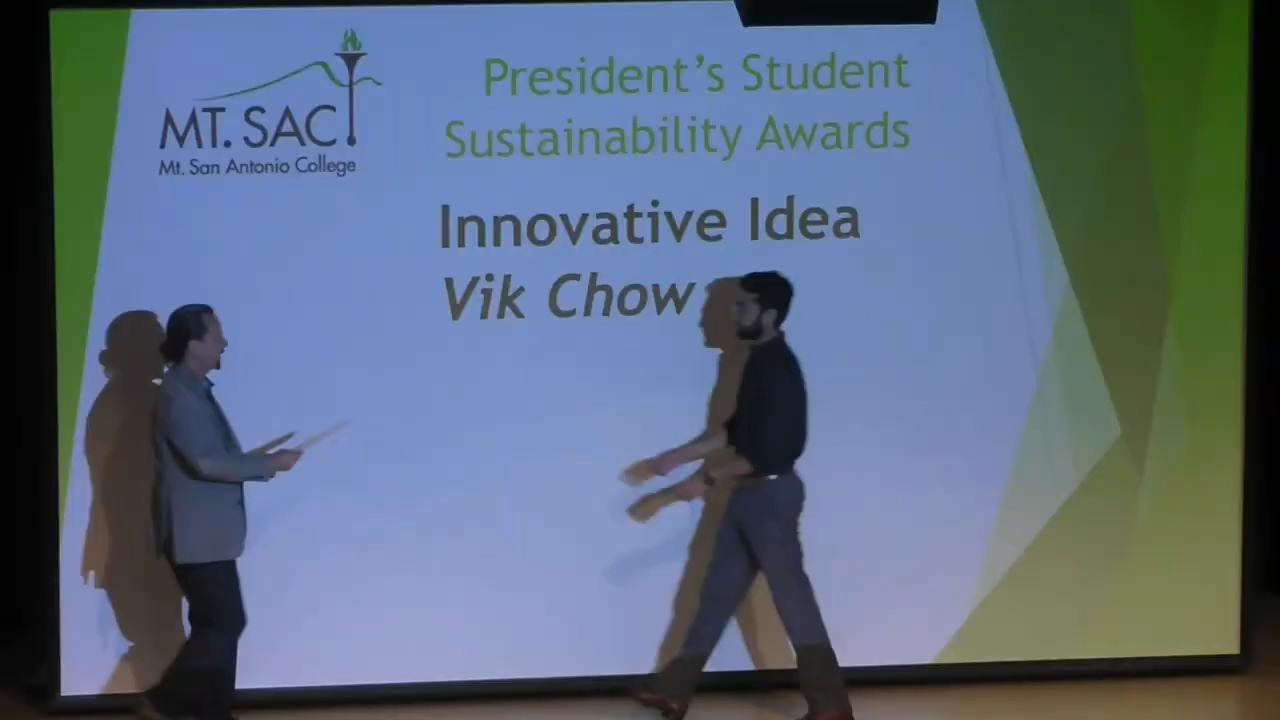 MT. SAC
Mt. San Antonio College
President's Student
Sustainability Awards
Innovative Idea
Vik Chow